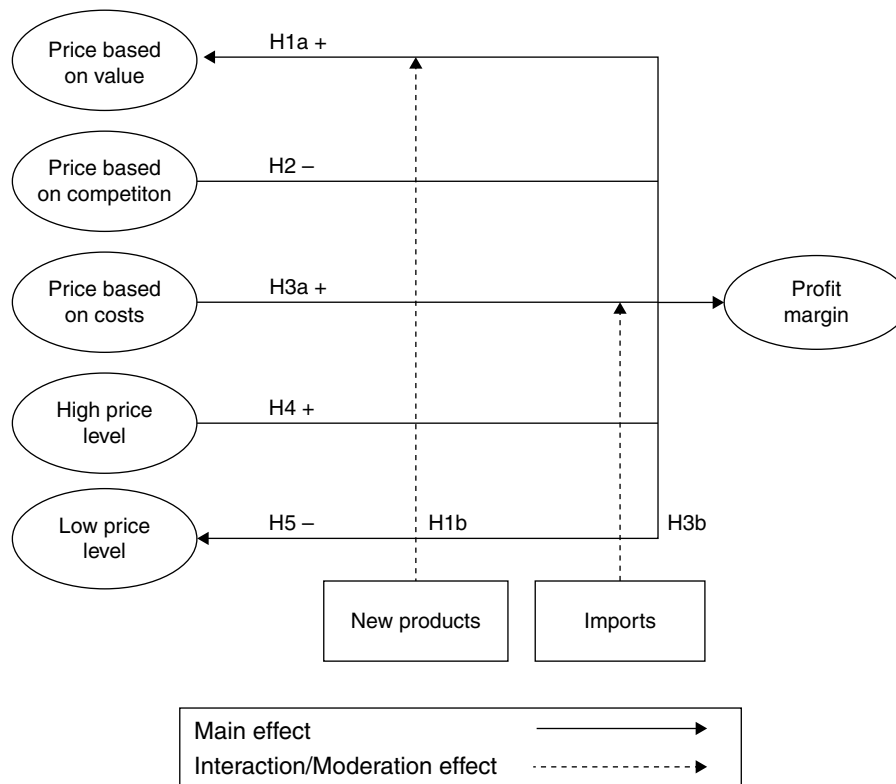 Price based
on value
H1a +
Price based
on competiton
H2 –
Price based
on costs
H3a +
Profit
margin
High price
level
H4 +
Low price
level
H5 –
H1b
H3b
New products
Imports
Main effect
Interaction/Moderation effect